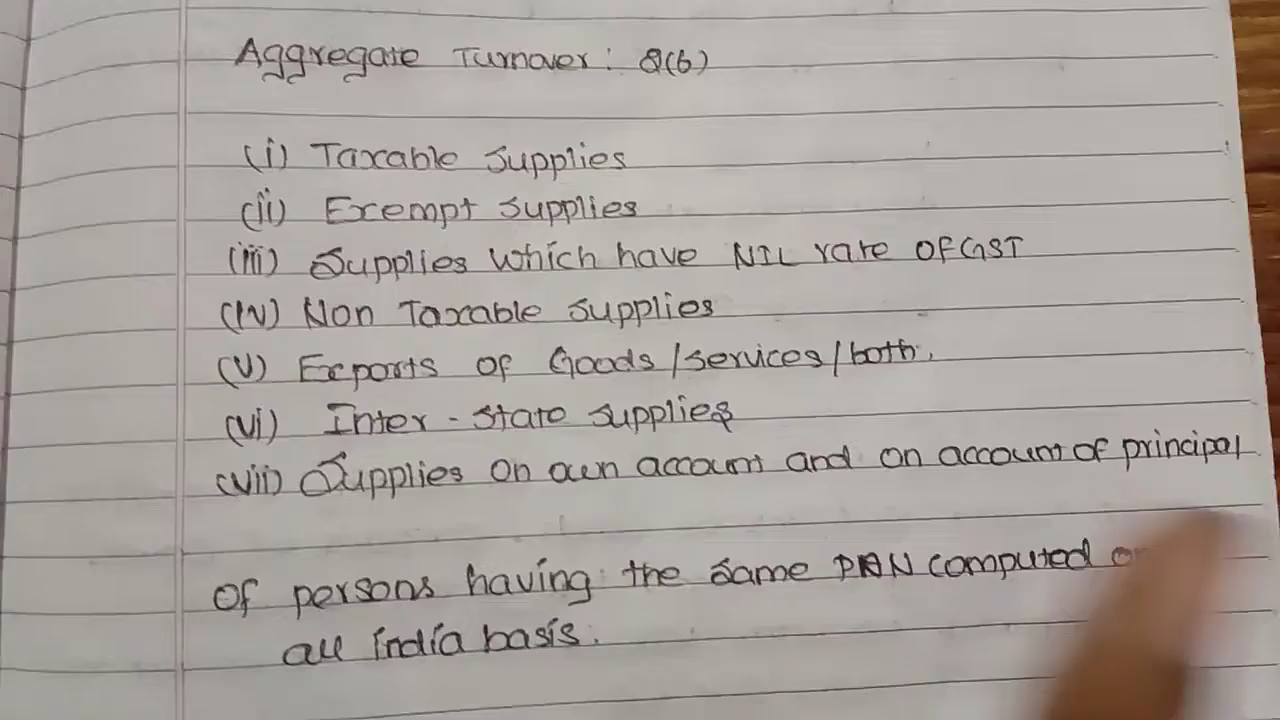 Aggregate Turnover: 2(6)
(i) Taxable Supplies
(ii) Exempt Supplies
(iii) Supplies which have NIL rate OF GST
(IV) Non Taxable Supplies
(V) Exports of Goods/services/both.
(vi) Inter-State supplies
(vii) Supplies on own account and on account of principal
Of persons having the same PAN computed
all india basis.